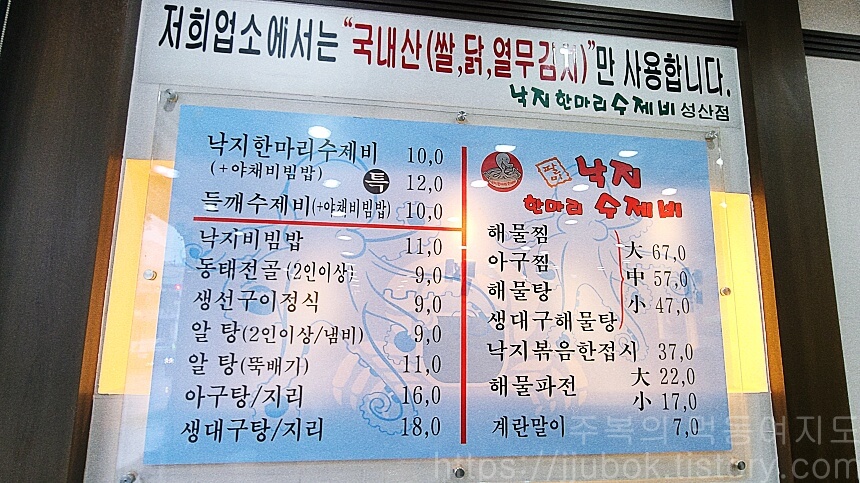 저희업소에서는 "국내산(쌀,닭,열무김치)"만 사용합니다.
낙지한마리수제비 성산점
낙지한마리수제비 10,0
(+야채비빔밥)
특 12,0
들깨수제비(+야채비빔밥) 10,0
낙지비빔밥 11,0
동태전골(2인이상) 9,0
생선구이정식 9,0
알 탕(2인이상/냄비) 9,0
알 탕(뚝배기) 11,0
아구탕/지리 16,0
생대구탕/지리 18,0
낙지
한마리 수제비
해물찜
아구찜
해물탕
생대구해물탕
大 67,0
中 57,0
小 47,0
낙지볶음한접시 37,0
해물파전 大 22,0
小 17,0
계란말이 7,0
주복의 먹동여지도
https://ijubok.tistory.com